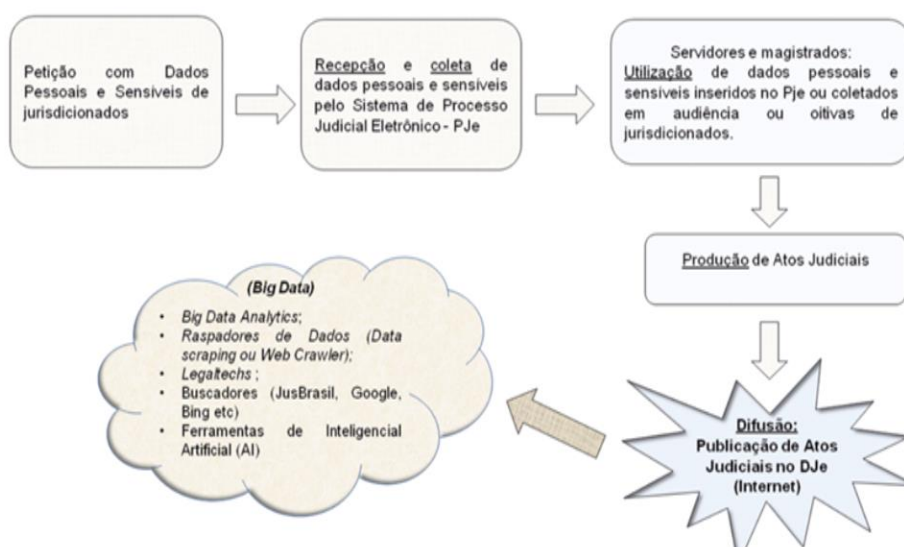 Petição com Dados
Pessoais e Sensíveis de
jurisdicionados
Recepção e coleta de
dados pessoais e sensíveis
pelo Sistema de Processo
Judicial Eletrônico - PJe
Servidores e magistrados:
Utilização de dados pessoais e
sensíveis inseridos no Pje ou coletados
em audiência ou oitivas de
jurisdicionados.
Produção de Atos Judiciais
Difusão:
Publicação de Atos
Judiciais no DJe
(Internet)
(Big Data)
• Big Data Analytics;
• Raspadores de Dados (Data
scraping ou Web Crawler);
• Legaltechs ;
• Buscadores (JusBrasil, Google,
Bing etc)
• Ferramentas de Inteligencial
Artificial (AI)